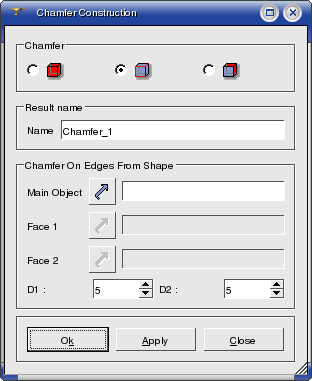 Chamfer Construction
Chamfer
Result name
Name Chamfer_1
Chamfer On Edges From Shape
Main Object
Face 1
Face 2
D1 : 5 D2 : 5
Ok Apply Close